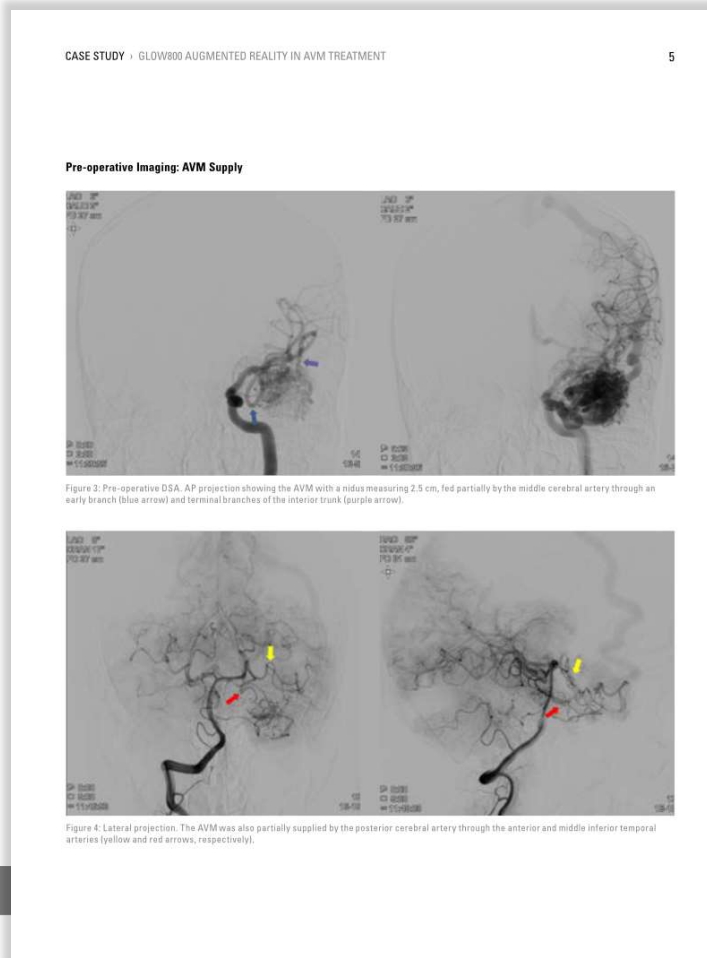 CASE STUDY › GLOW800 AUGMENTED REALITY IN AVM TREATMENT
5
Pre-operative Imaging: AVM Supply
Figure 3: Pre-operative DSA. AP projection showing the AVM with a nidus measuring 2.5 cm, fed partially by the middle cerebral artery through an
early branch (blue arrow) and terminal branches of the interior trunk (purple arrow).
Figure 4: Lateral projection. The AVM was also partially supplied by the posterior cerebral artery through the anterior and middle inferior temporal
arteries (yellow and red arrows, respectively).